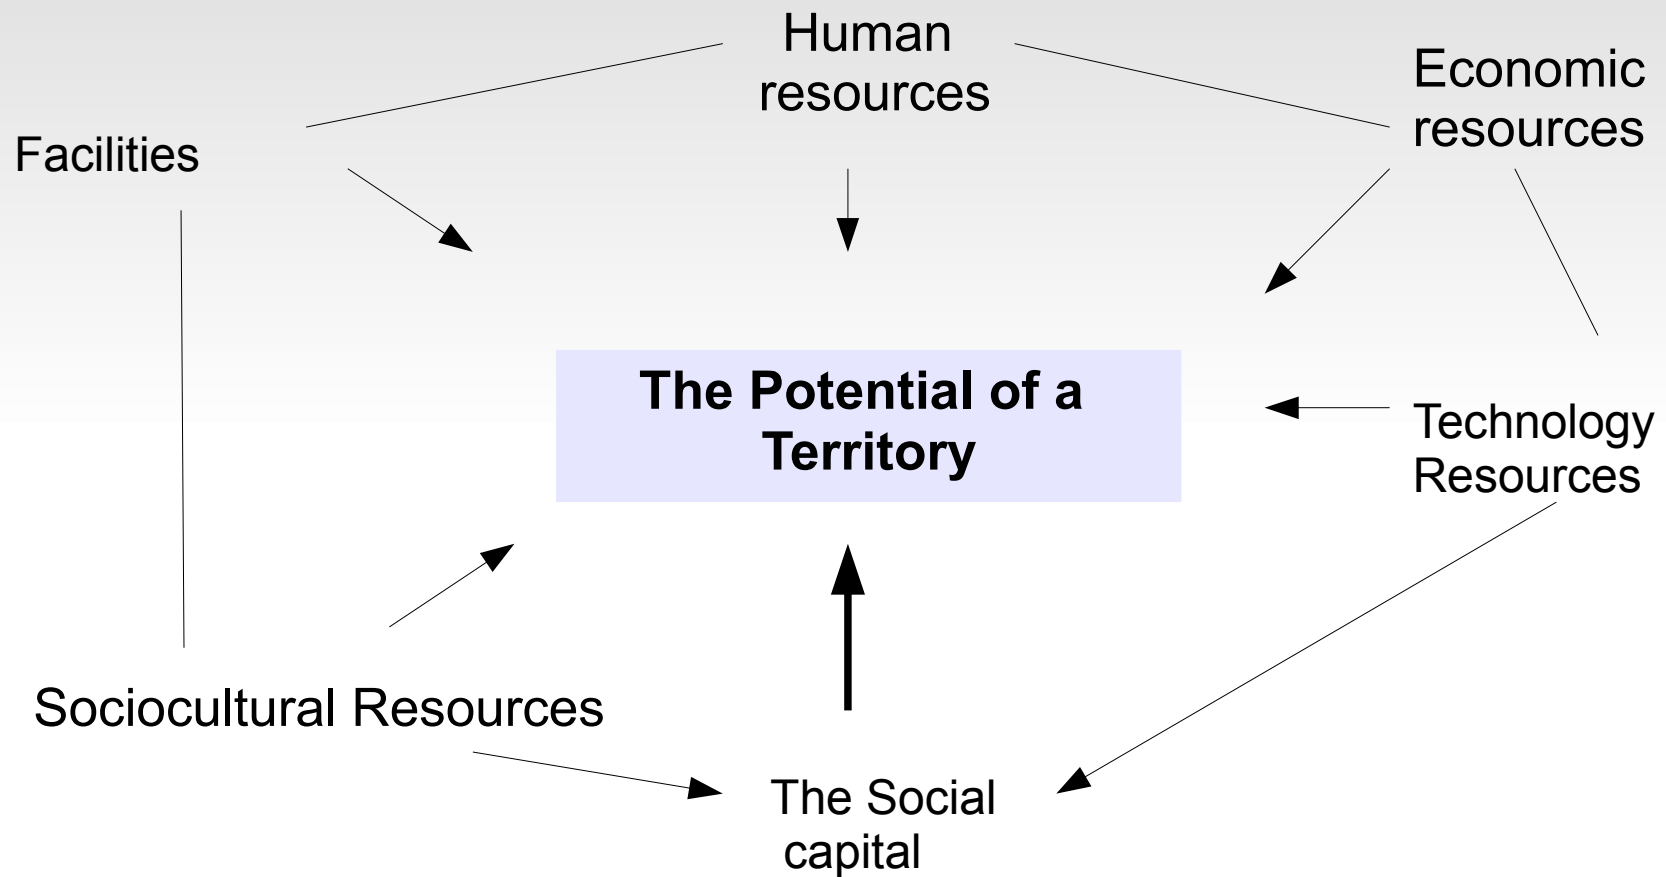 Human
resources
Economic
resources
Facilities
The Potential of a
Territory
Technology
Resources
Sociocultural Resources
The Social
capital